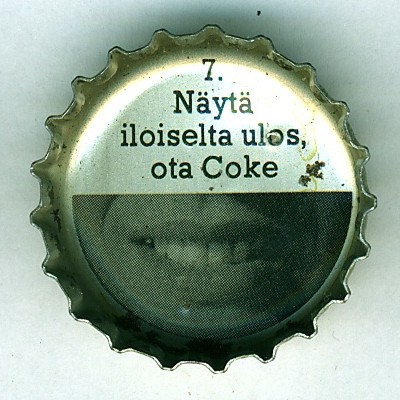 7.
Näytä
iloiselta ulos,
ota Coke